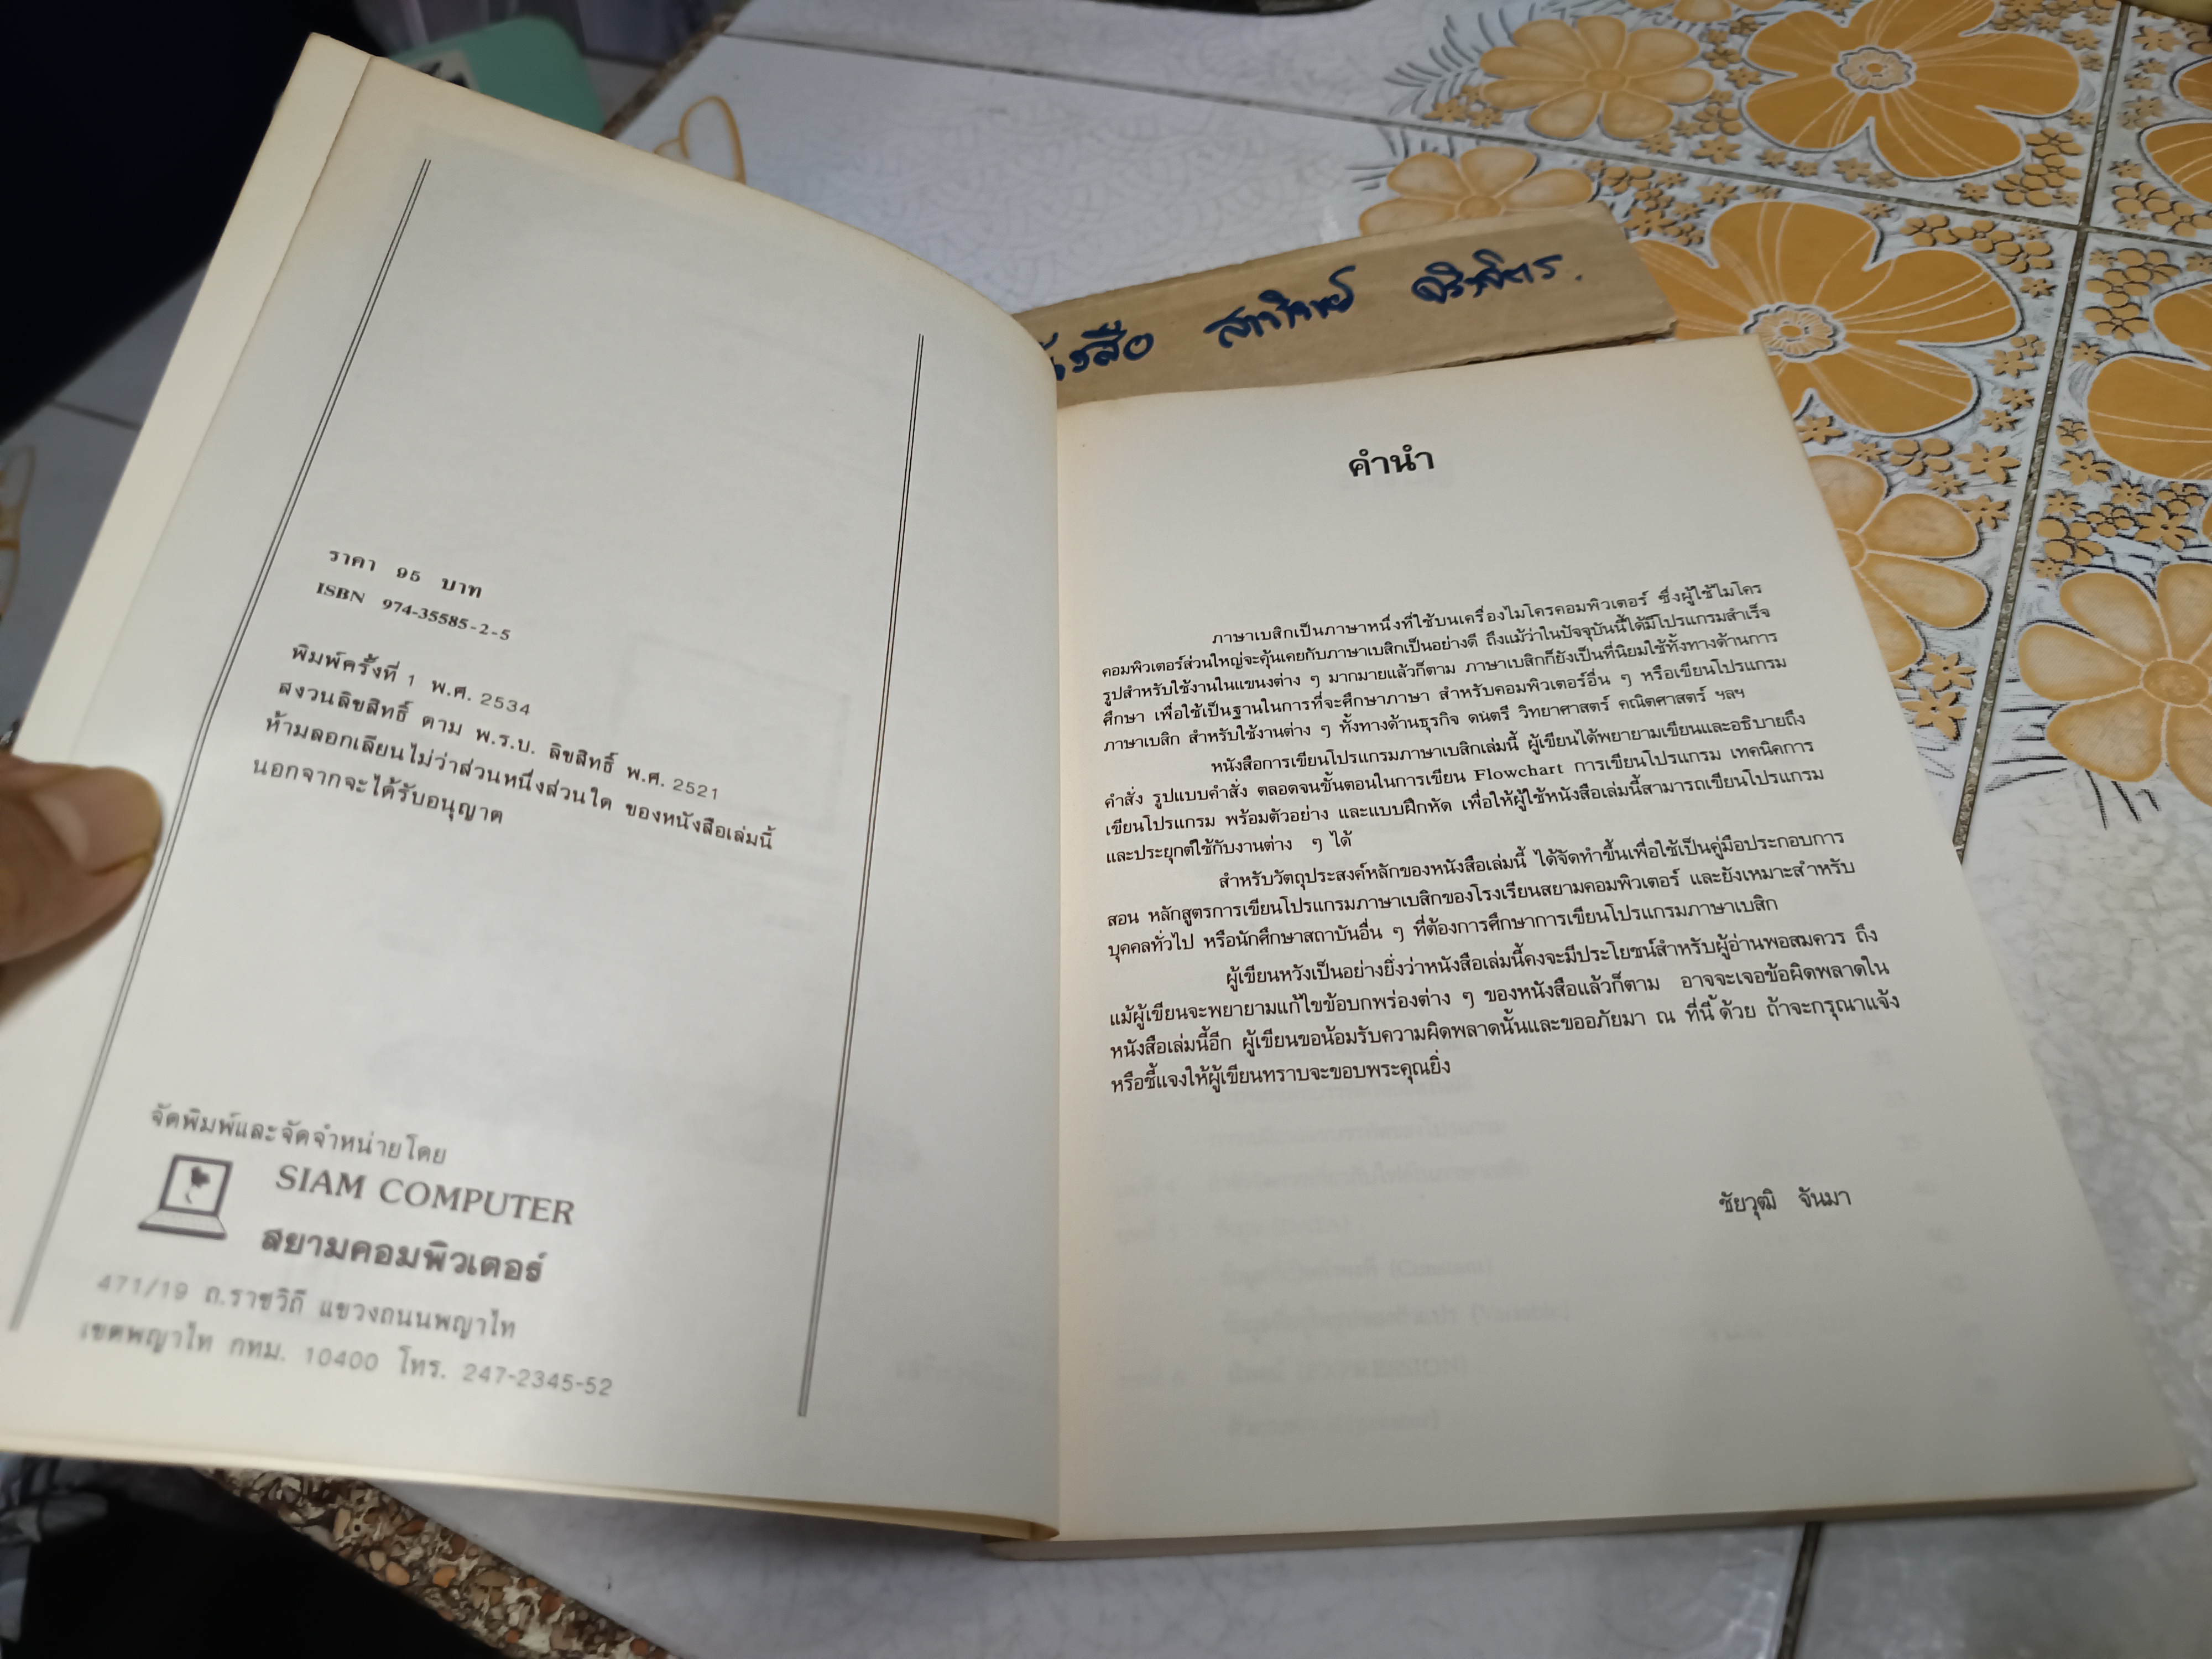 ราคา 95 บาท
ISBN 974-35585-2-5
พิมพ์ครั้งที่ 1 พ.ศ. 2534
สงวนลิขสิทธิ์ ตาม พ.ร.บ. ลิขสิทธิ์ พ.ศ. 2521
ห้ามลอกเลียนไม่ว่าส่วนหนึ่งส่วนใด ของหนังสือเล่มนี้
นอกจากจะได้รับอนุญาต
จัดพิมพ์และจัดจำหน่ายโดย
SIAM COMPUTER
สยามคอมพิวเตอร์
471/19 ถ.ราชวิถี แขวงถนนพญาไท
เขตพญาไท กทม. 10400 โทร. 247-2345-52
คำนำ
ภาษาเบสิกเป็นภาษาหนึ่งที่ใช้บนเครื่องไมโครคอมพิวเตอร์ ซึ่งผู้ใช้ไมโคร
คอมพิวเตอร์ส่วนใหญ่จะคุ้นเคยกับภาษาเบสิกเป็นอย่างดี ถึงแม้ว่าในปัจจุบันนี้ได้มีโปรแกรมสำเร็จ
รูปสำหรับใช้งานในแขนงต่าง ๆ มากมายแล้วก็ตาม ภาษาเบสิกก็ยังเป็นที่นิยมใช้ทั้งทางด้านการ
ศึกษา เพื่อใช้เป็นฐานในการที่จะศึกษาภาษา สำหรับคอมพิวเตอร์อื่น ๆ หรือเขียนโปรแกรม
ภาษาเบสิก สำหรับใช้งานต่าง ๆ ทั้งทางด้านธุรกิจ ดนตรี วิทยาศาสตร์ คณิตศาสตร์ ฯลฯ
หนังสือการเขียนโปรแกรมภาษาเบสิกเล่มนี้ ผู้เขียนได้พยายามเขียนและอธิบายถึง
คำสั่ง รูปแบบคำสั่ง ตลอดจนขั้นตอนในการเขียน Flowchart การเขียนโปรแกรม เทคนิคการ
เขียนโปรแกรม พร้อมตัวอย่าง และแบบฝึกหัด เพื่อให้ผู้ใช้หนังสือเล่มนี้สามารถเขียนโปรแกรม
และประยุกต์ใช้กับงานต่าง ๆ ได้
สำหรับวัตถุประสงค์หลักของหนังสือเล่มนี้ ได้จัดทำขึ้นเพื่อใช้เป็นคู่มือประกอบการ
สอน หลักสูตรการเขียนโปรแกรมภาษาเบสิกของโรงเรียนสยามคอมพิวเตอร์ และยังเหมาะสำหรับ
บุคคลทั่วไป หรือนักศึกษาสถาบันอื่น ๆ ที่ต้องการศึกษาการเขียนโปรแกรมภาษาเบสิก
ผู้เขียนหวังเป็นอย่างยิ่งว่าหนังสือเล่มนี้คงจะมีประโยชน์สำหรับผู้อ่านพอสมควร ถึง
แม้ผู้เขียนจะพยายามแก้ไขข้อบกพร่องต่าง ๆ ของหนังสือแล้วก็ตาม อาจจะเจอข้อผิดพลาดใน
หนังสือเล่มนี้อีก ผู้เขียนขอน้อมรับความผิดพลาดนั้นและขออภัยมา ณ ที่นี้ด้วย ถ้าจะกรุณาแจ้ง
หรือชี้แจงให้ผู้เขียนทราบจะขอบพระคุณยิ่ง
ชัยวุฒิ จันมา